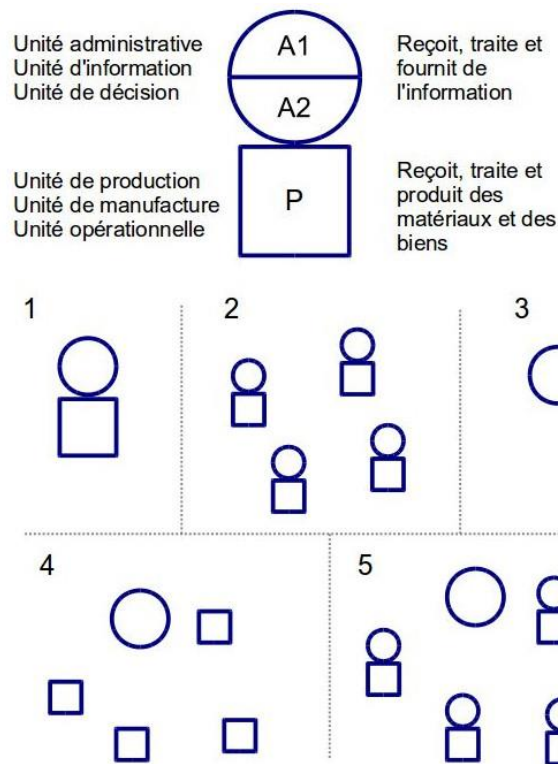 Unité administrative
Unité d'information
Unité de décision
A1
A2
Reçoit, traite et
fournit de
l'information
Unité de production
Unité de manufacture
Unité opérationnelle
P
Reçoit, traite et
produit des
matériaux et des
biens
1
2
3
4
5